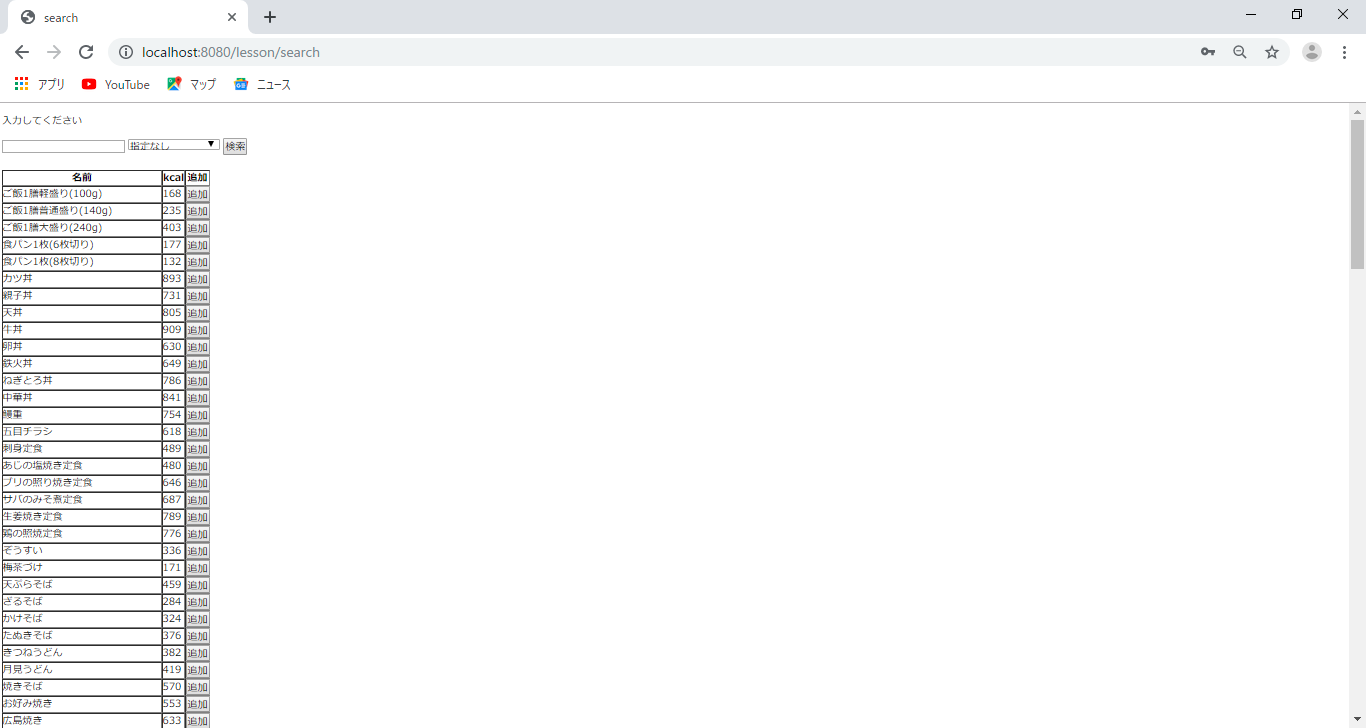 search
localhost:8080/lesson/search
アプリ YouTube マップ ニュース
入力してください
指定なし 検索
名前 kcal 追加
ご飯1膳軽盛り(100g) 168 追加
ご飯1膳普通盛り(140g) 235 追加
ご飯1膳大盛り(240g) 403 追加
食パン1枚(6枚切り) 177 追加
食パン1枚(8枚切り) 132 追加
カツ丼 893 追加
親子丼 731 追加
天丼 805 追加
牛丼 909 追加
卵丼 630 追加
鉄火丼 649 追加
ねぎとろ丼 786 追加
中華丼 841 追加
鰻重 754 追加
五目チラシ 618 追加
刺身定食 489 追加
あじの塩焼き定食 480 追加
ブリの照り焼き定食 646 追加
サバのみそ煮定食 687 追加
生姜焼き定食 789 追加
鶏の照焼定食 776 追加
ぞうすい 336 追加
梅茶づけ 171 追加
天ぷらそば 459 追加
ざるそば 284 追加
かけそば 324 追加
たぬきそば 376 追加
きつねうどん 382 追加
月見うどん 419 追加
焼きそば 570 追加
お好み焼き 553 追加
広島焼き 633 追加